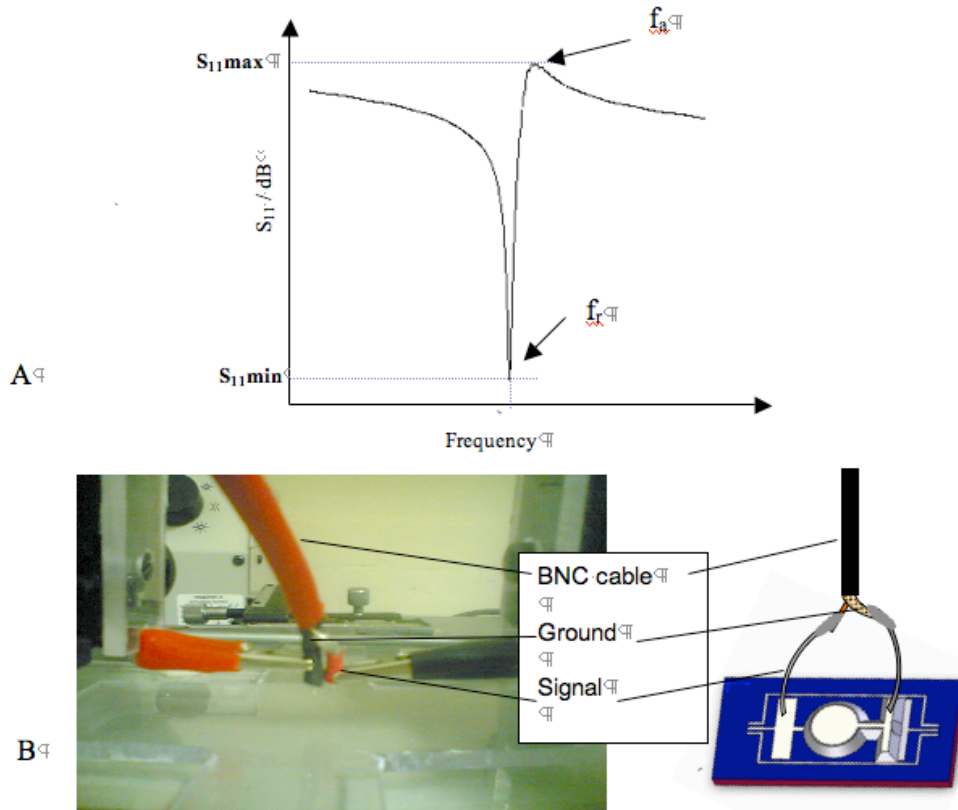 fₐ¶
S₁₁max¶
S₁₁ / dB
fᵣ¶
A¶
S₁₁min
Frequency¶
BNC·cable¶
¶
Ground¶
¶
Signal¶
¶
B¶